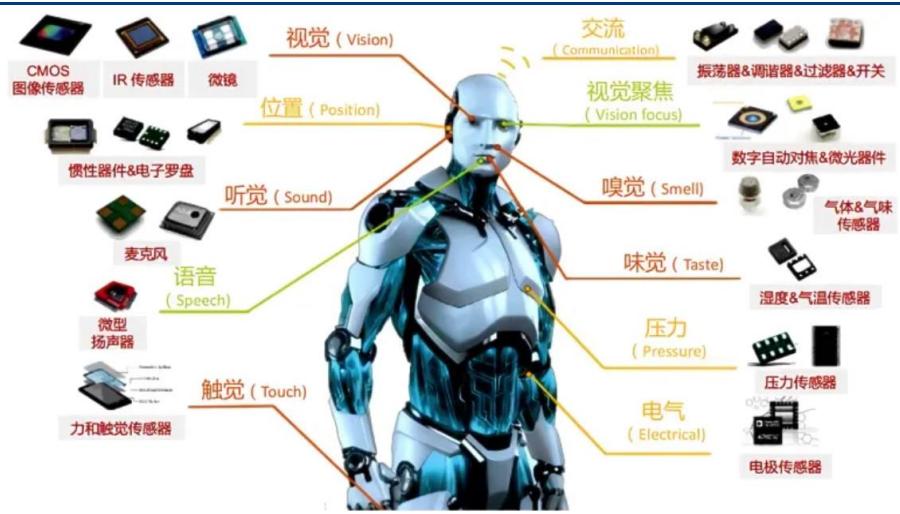 视觉 ( Vision)
CMOS
图像传感器
IR 传感器
微镜
位置 ( Position)
惯性器件&电子罗盘
听觉 ( Sound)
麦克风
语音
( Speech)
微型
扬声器
触觉 ( Touch)
力和触觉传感器
交流
( Communication)
振荡器&调谐器&过滤器&开关
视觉聚焦
( Vision focus)
数字自动对焦&微光器件
嗅觉 ( Smell)
气体&气味
传感器
味觉 ( Taste)
湿度&气温传感器
压力
( Pressure)
压力传感器
电气
( Electrical)
电极传感器